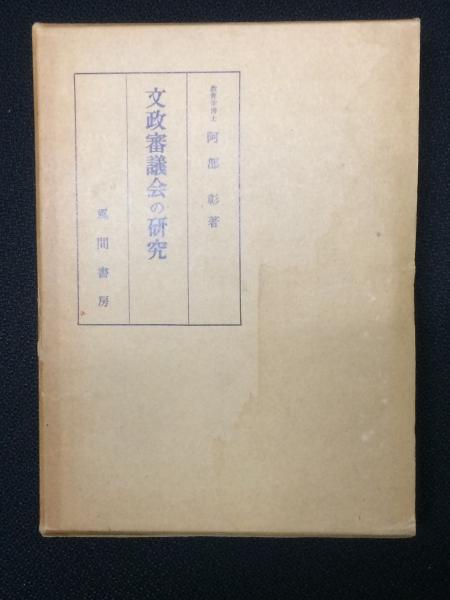 教育学博士 阿部彰著
文政審議会の研究
風間書房